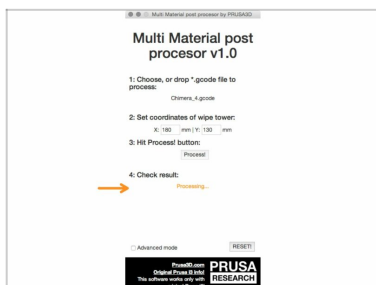 Multi Material post procesor by PRUSA3D
Multi Material post
procesor v1.0
1: Choose, or drop *.gcode file to
process:
Chimera_4.gcode
2: Set coordinates of wipe tower:
X: 180 mm | Y: 130 mm
3: Hit Process! button:
Process!
4: Check result:
Processing...
Advanced mode
RESET!
Prusa3D.com
Original Prusa i3 info!
This software works only with
PRUSA
RESEARCH